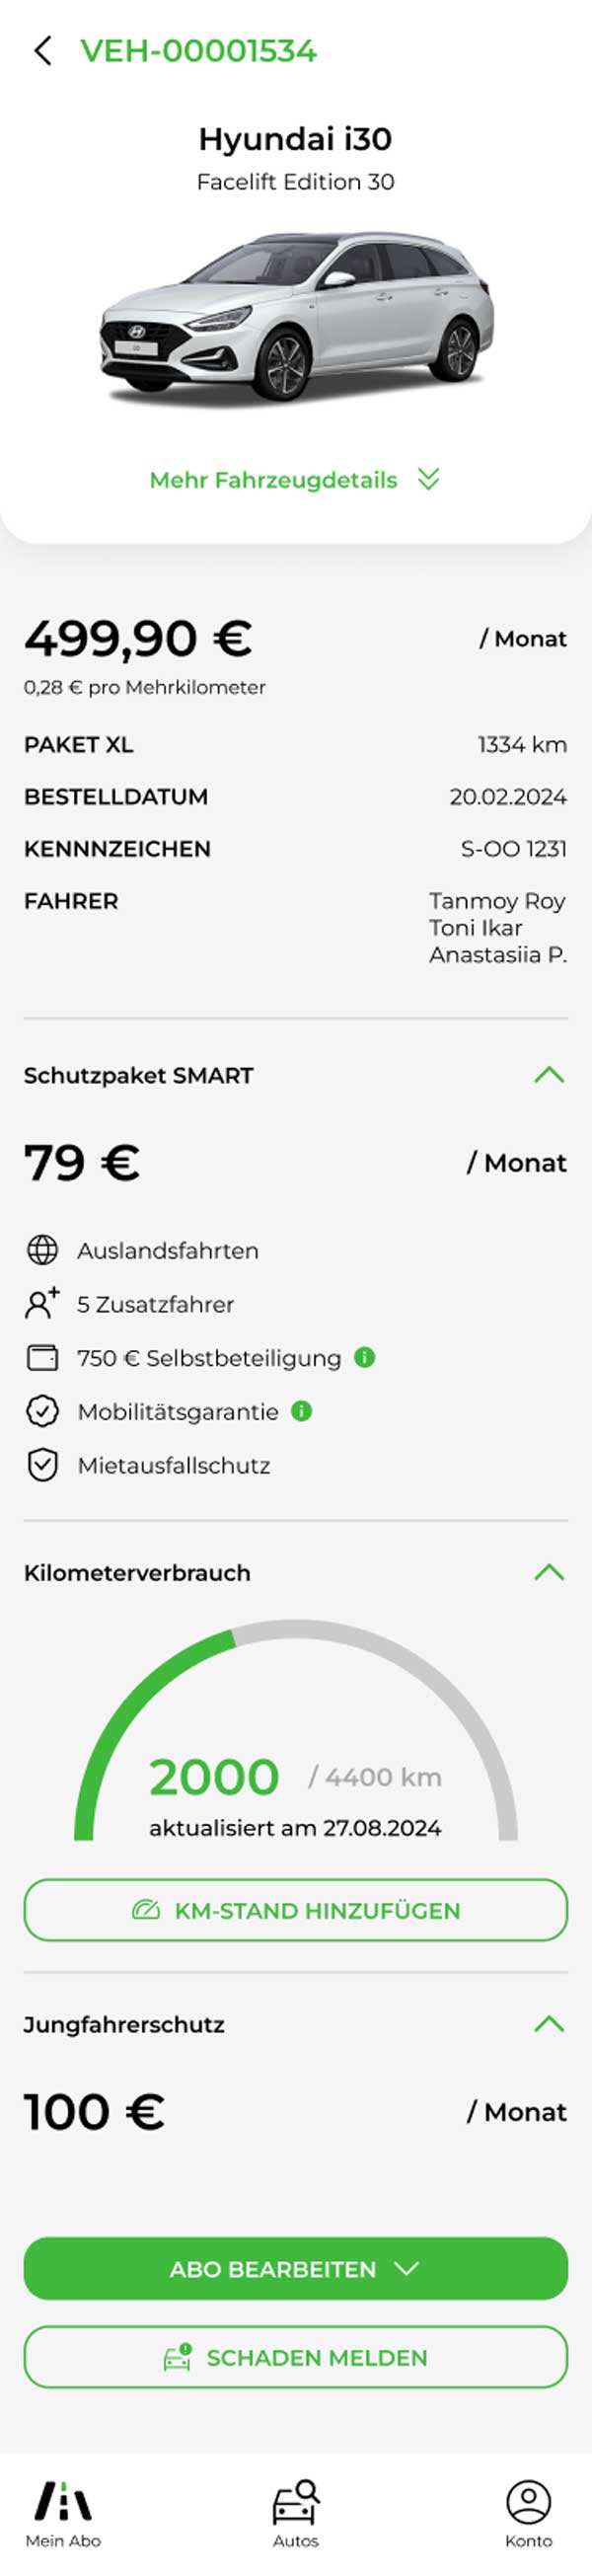 VEH-00001534
Hyundai i30
Facelift Edition 30
Mehr Fahrzeugdetails
499,90 € / Monat
0,28 € pro Mehrkilometer
PAKET XL 1334 km
BESTELLDATUM 20.02.2024
KENNNZEICHEN S-OO 1231
FAHRER Tanmoy Roy
Toni Ikar
Anastasiia P.
Schutzpaket SMART
79 € / Monat
Auslandsfahrten
5 Zusatzfahrer
750 € Selbstbeteiligung
Mobilitätsgarantie
Mietausfallschutz
Kilometerverbrauch
2000 / 4400 km
aktualisiert am 27.08.2024
KM-STAND HINZUFÜGEN
Jungfahrerschutz
100 € / Monat
ABO BEARBEITEN
SCHADEN MELDEN
Mein Abo Autos Konto